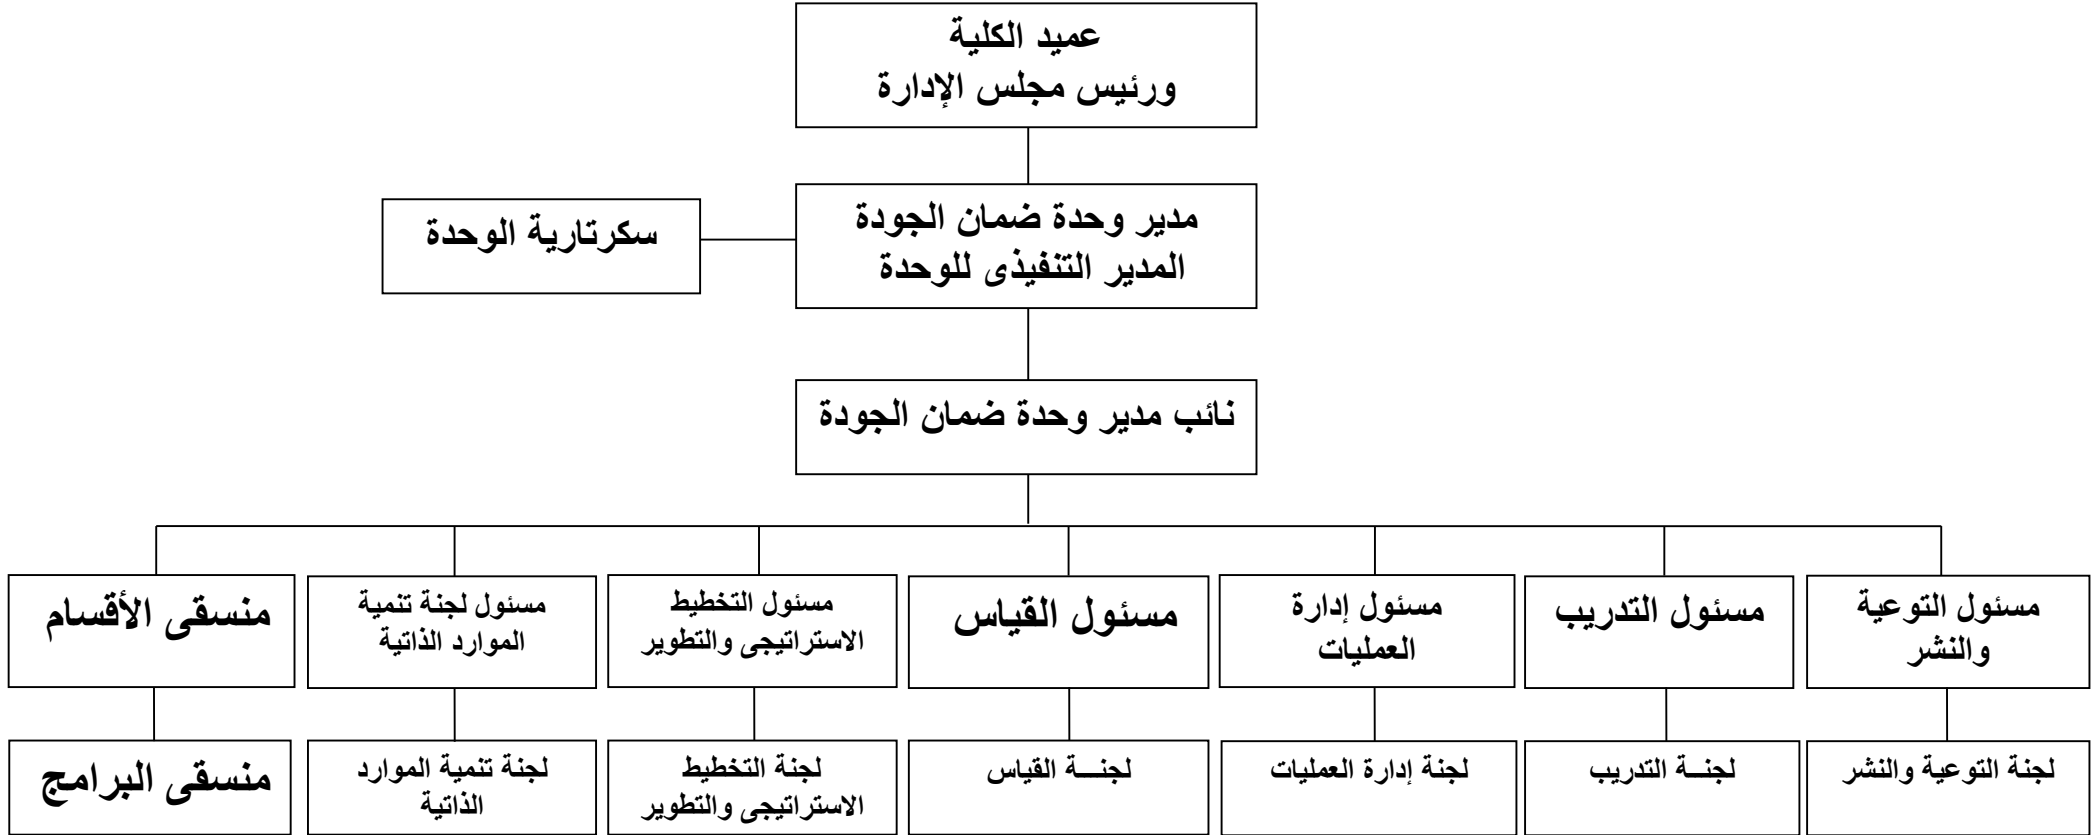 عميد الكلية
ورئيس مجلس الإدارة
مدير وحدة ضمان الجودة
المدير التنفيذى للوحدة
سكرتارية الوحدة
نائب مدير وحدة ضمان الجودة
مسئول التوعية
والنشر
مسئول التدريب
مسئول إدارة
العمليات
مسئول القياس
مسئول التخطيط
الاستراتيجى والتطوير
مسئول لجنة تنمية
الموارد الذاتية
منسقى الأقسام
لجنة التوعية والنشر
لجنــة التدريب
لجنة إدارة العمليات
لجنـــة القياس
لجنة التخطيط
الاستراتيجى والتطوير
لجنة تنمية الموارد
الذاتية
منسقى البرامج